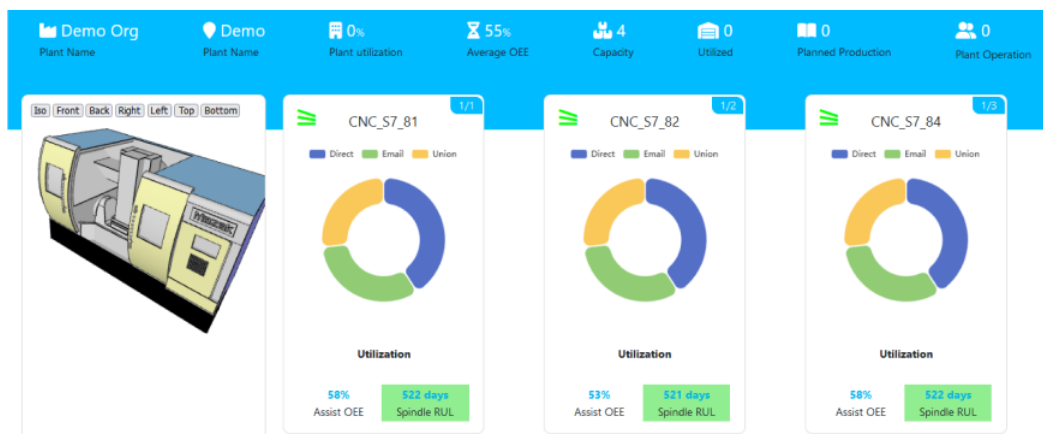 Demo Org
Plant Name
Demo
Plant Name
0%
Plant utilization
55%
Average OEE
4
Capacity
0
Utilized
0
Planned Production
0
Plant Operation
Iso Front Back Right Left Top Bottom
Mazak
1/1
CNC_S7_81
Direct Email Union
Utilization
58%
Assist OEE
522 days
Spindle RUL
1/2
CNC_S7_82
Direct Email Union
Utilization
53%
Assist OEE
521 days
Spindle RUL
1/3
CNC_S7_84
Direct Email Union
Utilization
58%
Assist OEE
522 days
Spindle RUL